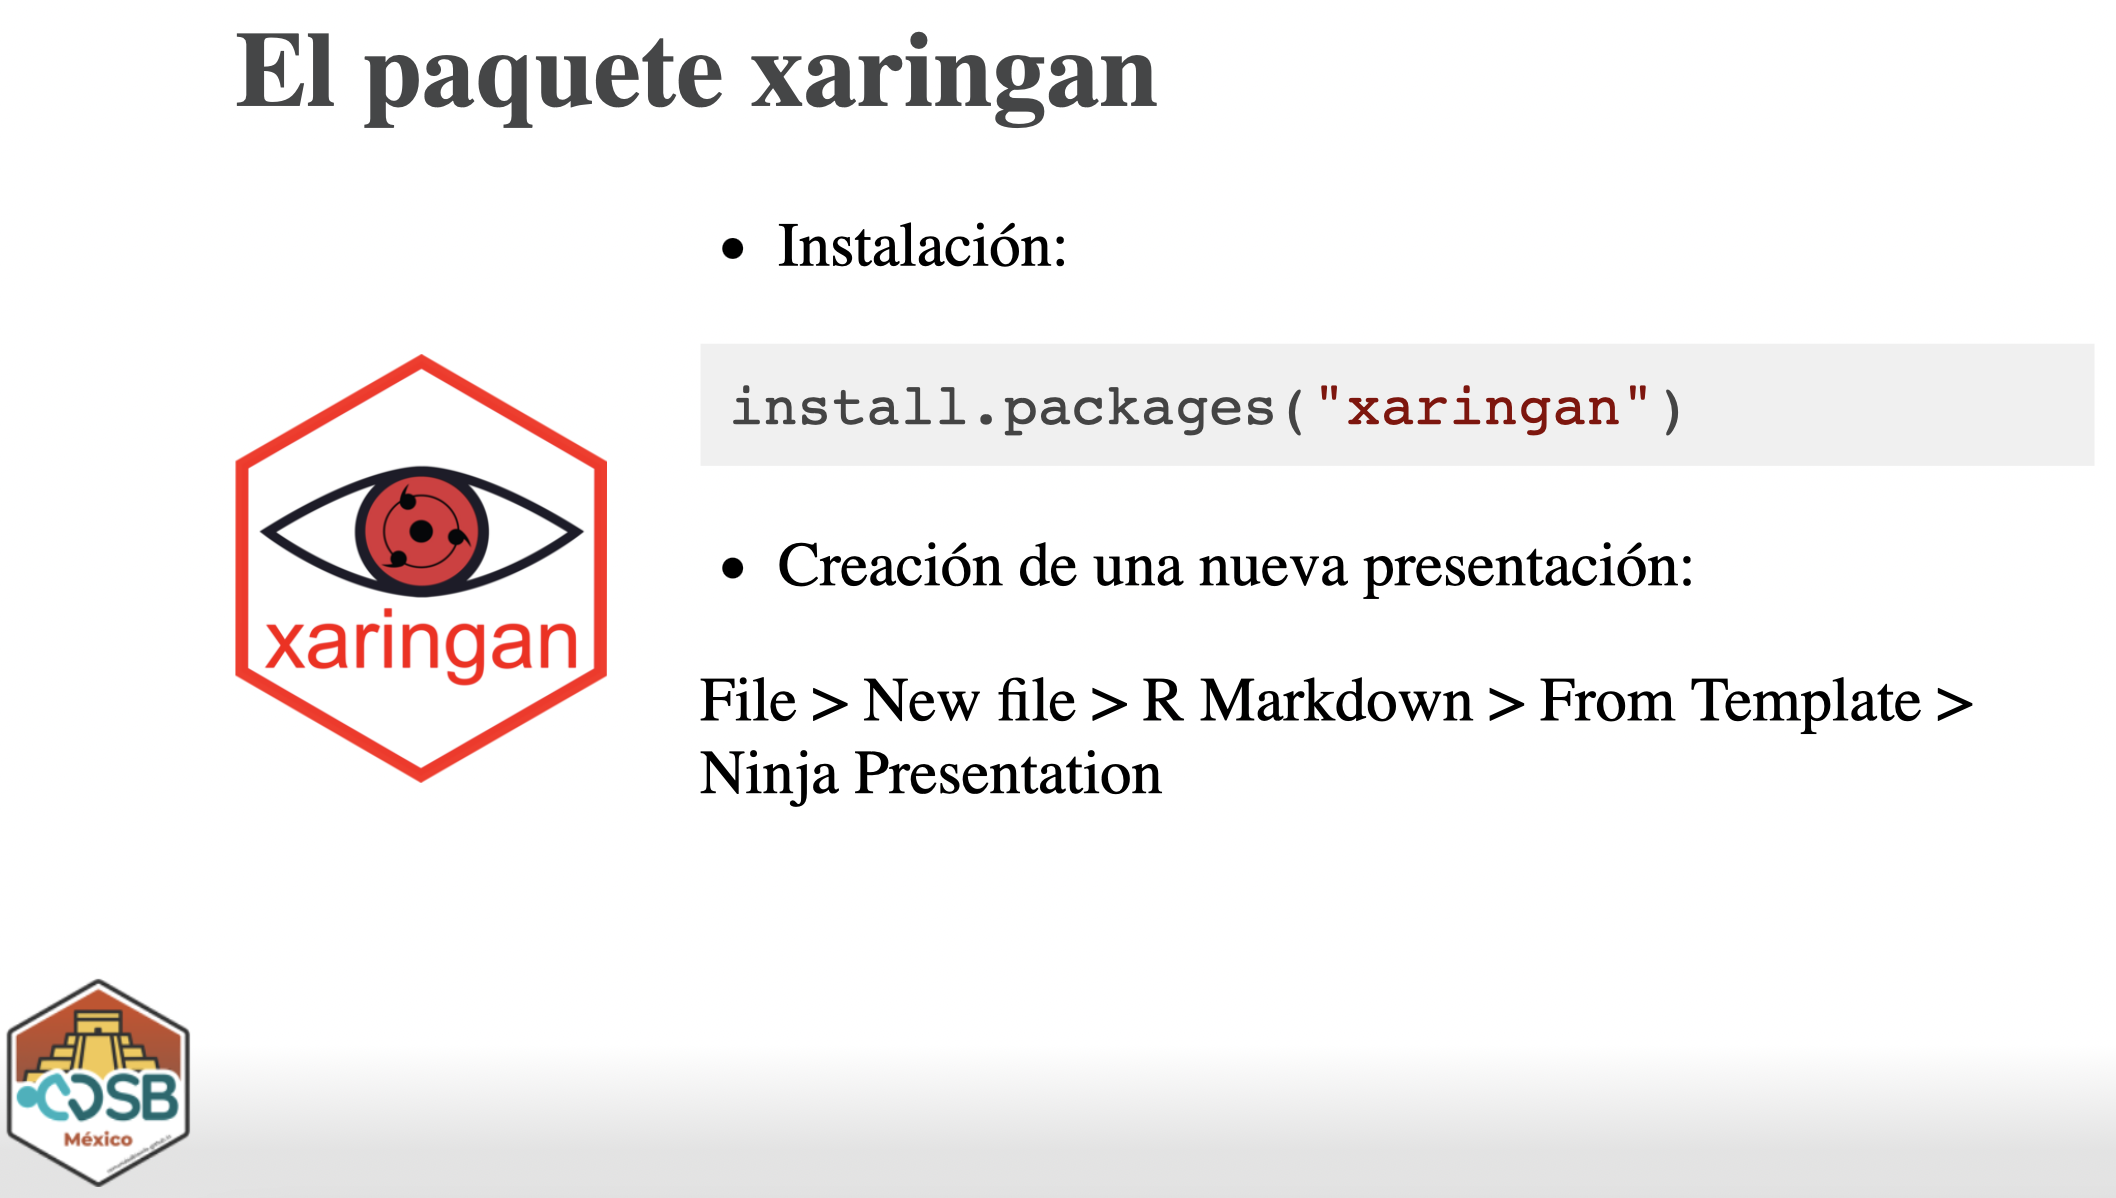 El paquete xaringan
• Instalación:
install.packages("xaringan")
• Creación de una nueva presentación:
File > New file > R Markdown > From Template >
Ninja Presentation
xaringan
CDSB
México